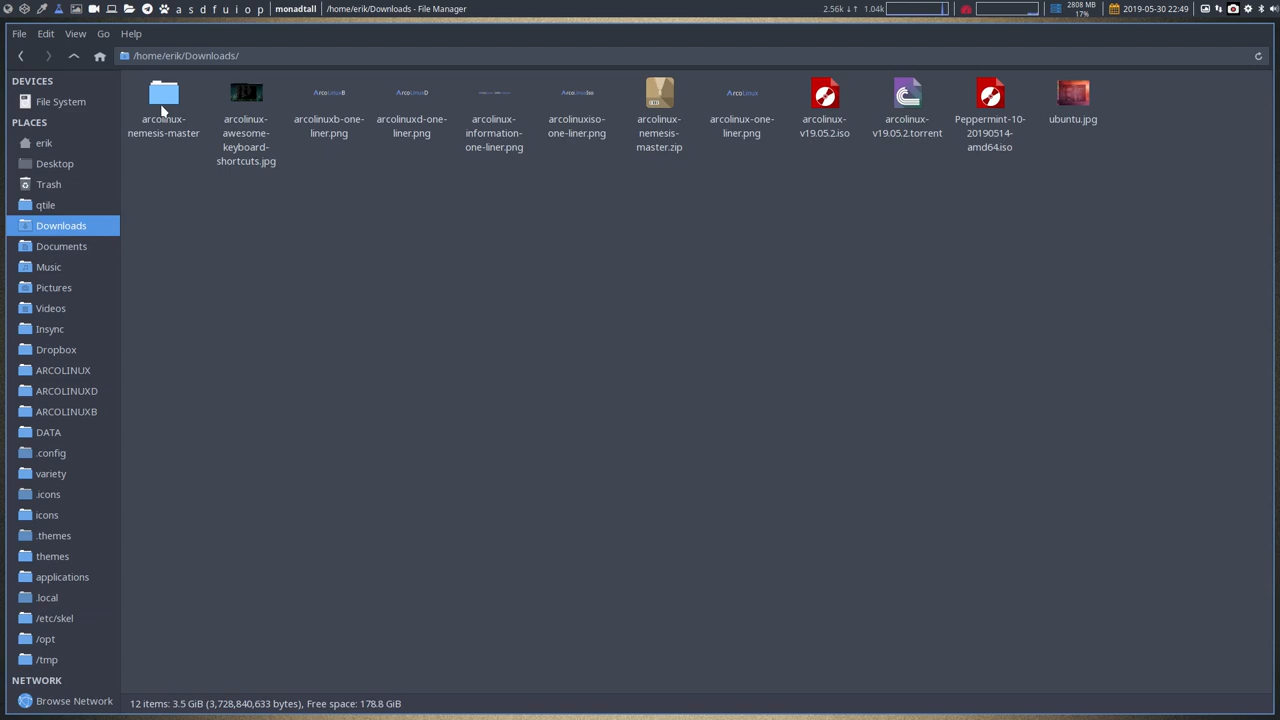 a s d f u i o p
monadtall
/home/erik/Downloads - File Manager
2.56k ↓↑ 1.04k
2808 MB
17%
2019-05-30 22:49
File
Edit
View
Go
Help
/home/erik/Downloads/
DEVICES
File System
PLACES
erik
Desktop
Trash
qtile
Downloads
Documents
Music
Pictures
Videos
Insync
Dropbox
ARCOLINUX
ARCOLINUXD
ARCOLINUXB
DATA
.config
variety
.icons
icons
.themes
themes
applications
.local
/etc/skel
/opt
/tmp
NETWORK
Browse Network
arcolinux-
nemesis-master
arcolinux-
awesome-
keyboard-
shortcuts.jpg
ArcoLinuxB
arcolinuxb-one-
liner.png
ArcoLinuxD
arcolinuxd-one-
liner.png
arcolinux-
information-
one-liner.png
ArcoLinuxIso
arcolinuxiso-
one-liner.png
arcolinux-
nemesis-
master.zip
ArcoLinux
arcolinux-one-
liner.png
arcolinux-
v19.05.2.iso
arcolinux-
v19.05.2.torrent
Peppermint-10-
20190514-
amd64.iso
ubuntu.jpg
12 items: 3.5 GiB (3,728,840,633 bytes), Free space: 178.8 GiB